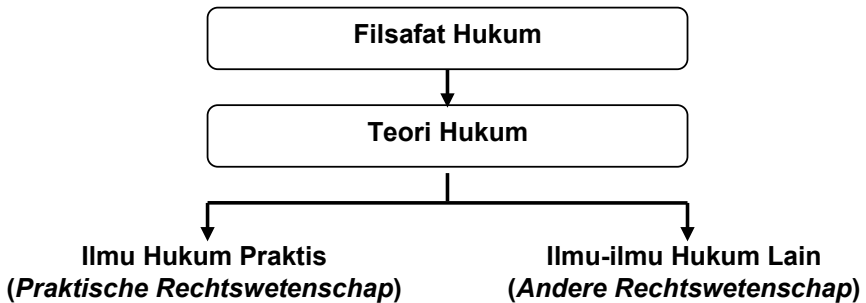 Filsafat Hukum
Teori Hukum
Ilmu Hukum Praktis
(Praktische Rechtswetenschap)
Ilmu-ilmu Hukum Lain
(Andere Rechtswetenschap)